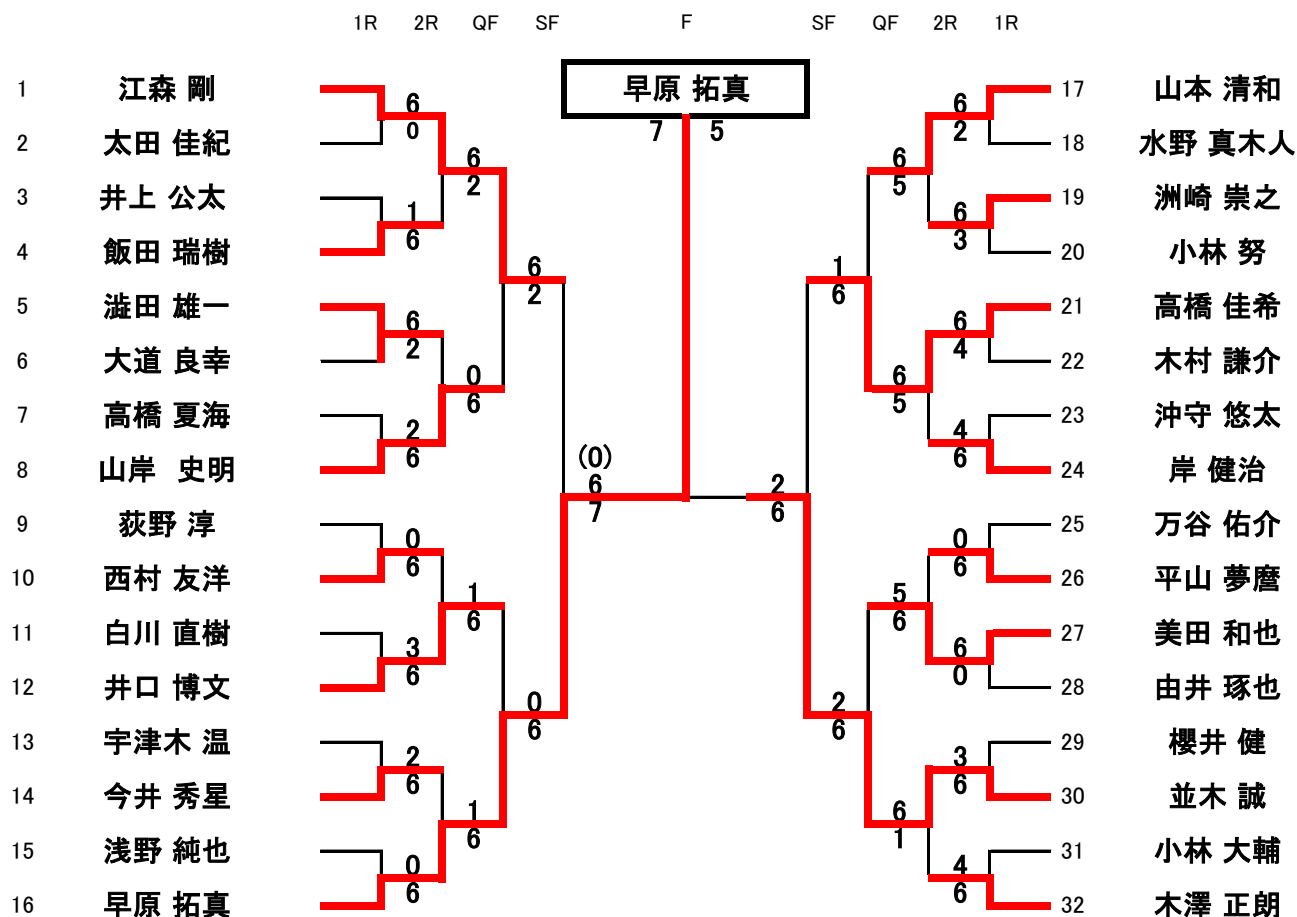 1R 2R QF SF F SF QF 2R 1R
早原 拓真
7 5
1 江森 剛
2 太田 佳紀
6
0
3 井上 公太
4 飯田 瑞樹
1
6
6
2
5 澁田 雄一
6 大道 良幸
6
2
7 高橋 夏海
8 山岸 史明
2
6
0
6
6
2
9 荻野 淳
10 西村 友洋
0
6
11 白川 直樹
12 井口 博文
3
6
1
6
13 宇津木 温
14 今井 秀星
2
6
15 浅野 純也
16 早原 拓真
0
6
1
6
0
6
(0)
6
7
17 山本 清和
18 水野 真木人
6
2
19 洲崎 崇之
20 小林 努
6
3
6
5
21 高橋 佳希
22 木村 謙介
6
4
23 沖守 悠太
24 岸 健治
4
6
6
5
1
6
25 万谷 佑介
26 平山 夢麿
0
6
27 美田 和也
28 由井 琢也
6
0
5
6
29 櫻井 健
30 並木 誠
3
6
31 小林 大輔
32 木澤 正朗
4
6
6
1
2
6
2
6